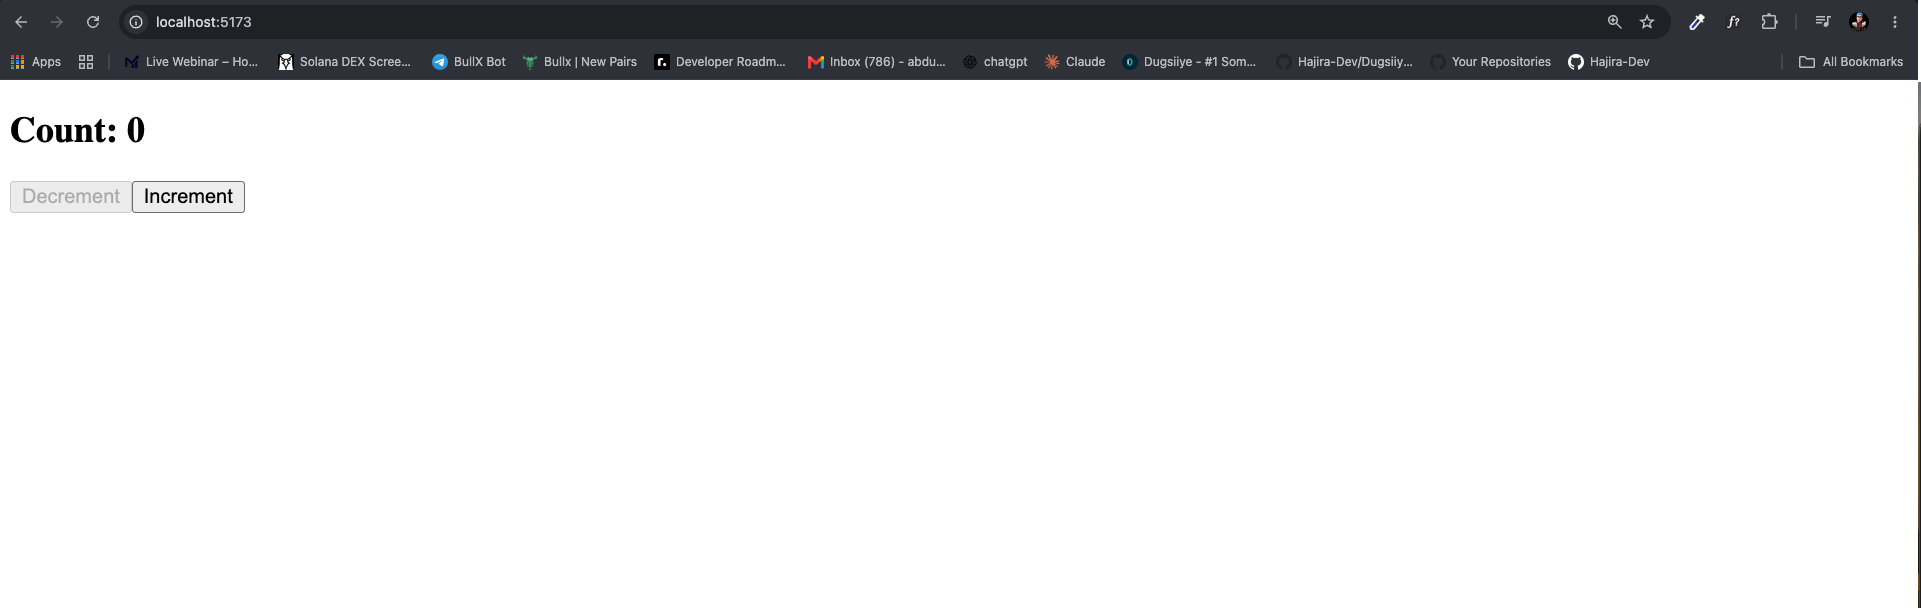 localhost:5173
Apps Live Webinar – Ho... Solana DEX Scree... BullX Bot Bullx | New Pairs Developer Roadm... Inbox (786) - abdu... chatgpt Claude Dugsiiye - #1 Som... Hajira-Dev/Dugsiiy... Your Repositories Hajira-Dev All Bookmarks
Count: 0
Decrement Increment